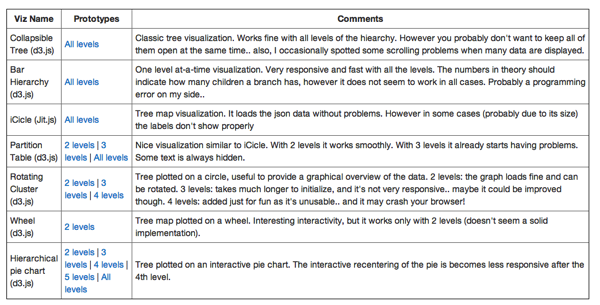 Viz Name Prototypes Comments
Collapsible Tree (d3.js) All levels Classic tree visualization. Works fine with all levels of the hiearchy. However you probably don't want to keep all of
them open at the same time.. also, I occasionally spotted some scrolling problems when many data are displayed.
Bar
Hierarchy
(d3.js)
All levels
One level at-a-time visualization. Very responsive and fast with all the levels. The numbers in theory should
indicate how many children a branch has, however it does not seem to work in all cases. Probably a programming
error on my side..
iCicle (Jit.js)
All levels
Tree map visualization. It loads the json data without problems. However in some cases (probably due to its size)
the labels don't show properly
Partition
Table (d3.js)
2 levels | 3
levels | All levels
Nice visualization similar to iCicle. With 2 levels it works smoothly. With 3 levels it already starts having problems.
Some text is always hidden.
Rotating
Cluster
(d3.js)
2 levels | 3
levels | 4 levels
Tree plotted on a circle, useful to provide a graphical overview of the data. 2 levels: the graph loads fine and can
be rotated. 3 levels: takes much longer to initialize, and it's not very responsive.. maybe it could be improved
though. 4 levels: added just for fun as it's unusable.. and it may crash your browser!
Wheel
(d3.js)
2 levels
Tree map plotted on a wheel. Interesting interactivity, but it works only with 2 levels (doesn't seem a solid
implementation).
Hierarchical
pie chart
(d3.js)
2 levels | 3
levels | 4 levels |
5 levels | All
levels
Tree plotted on an interactive pie chart. The interactive recentering of the pie is becomes less responsive after the
4th level.